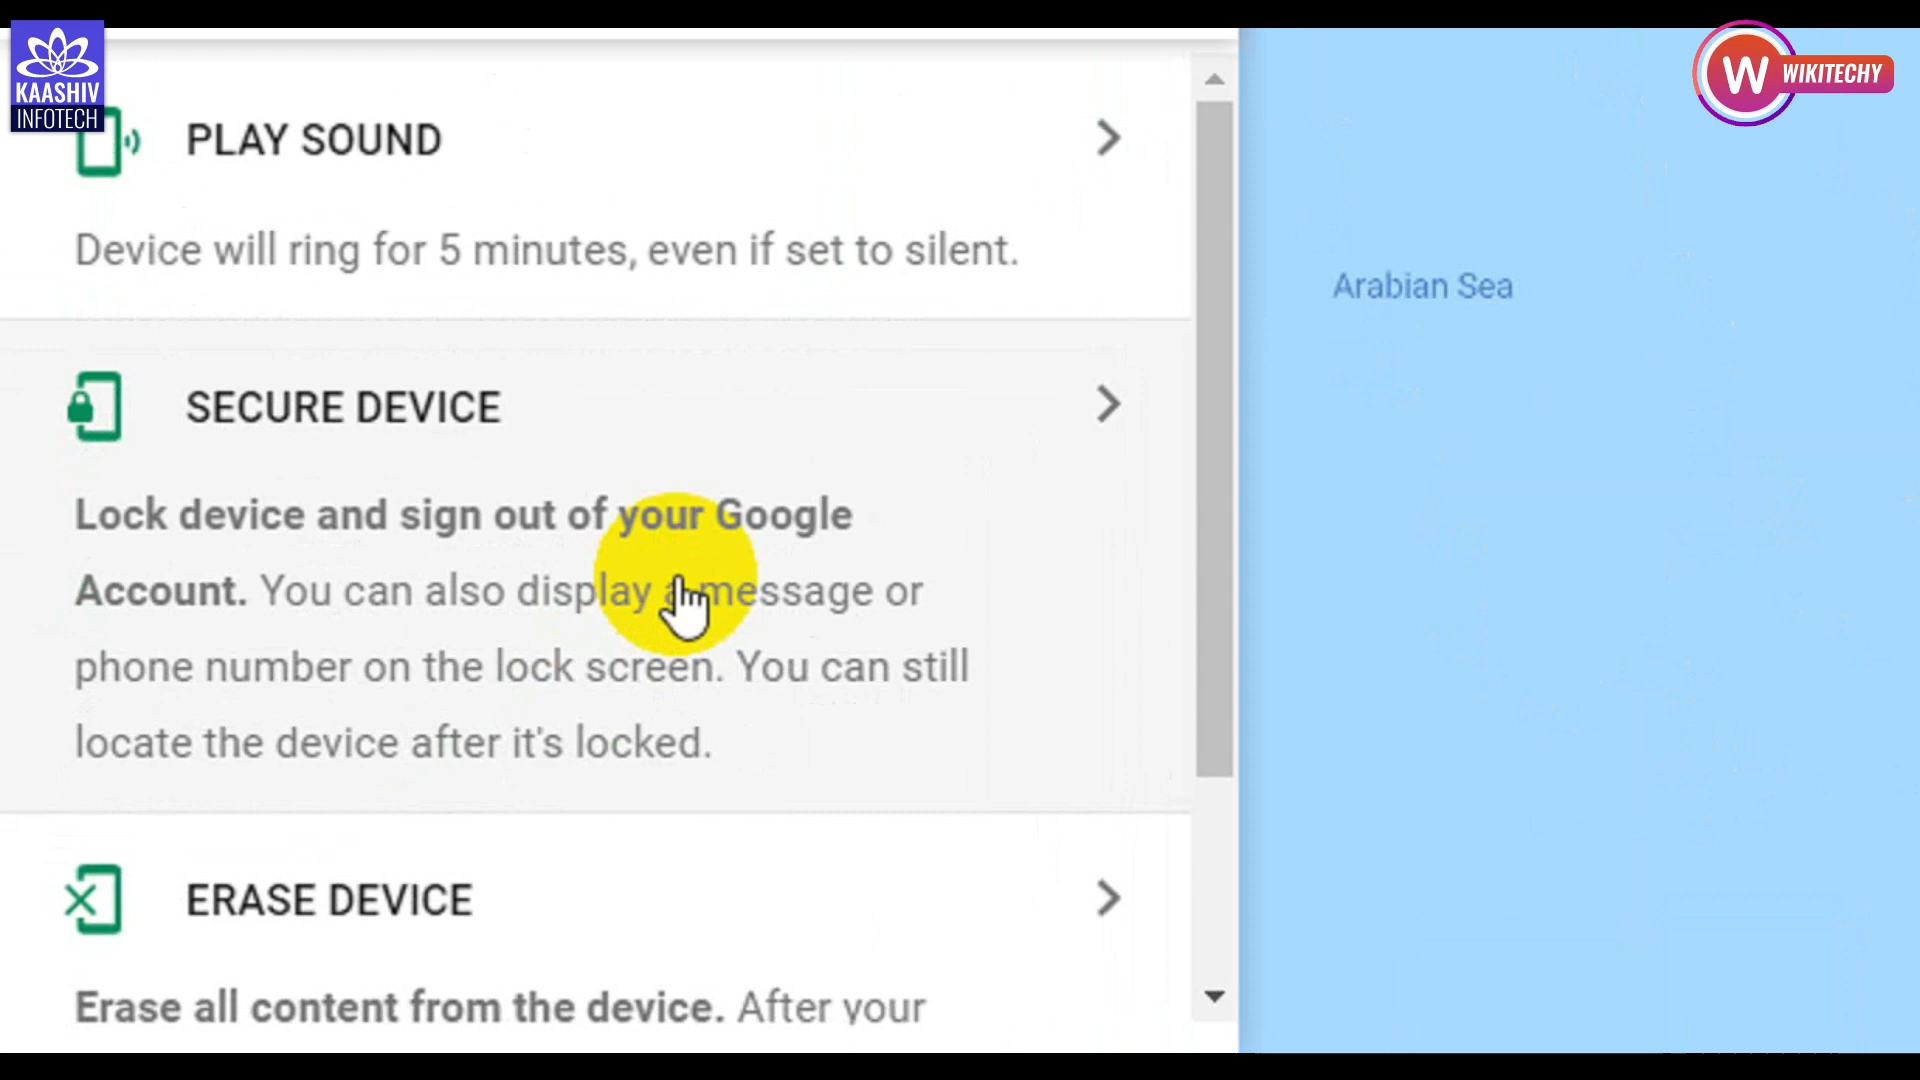 KAASHIV
INFOTECH
W WIKITECHY
PLAY SOUND
Device will ring for 5 minutes, even if set to silent.
SECURE DEVICE
Lock device and sign out of your Google
Account. You can also display a message or
phone number on the lock screen. You can still
locate the device after it's locked.
ERASE DEVICE
Erase all content from the device. After your
Arabian Sea